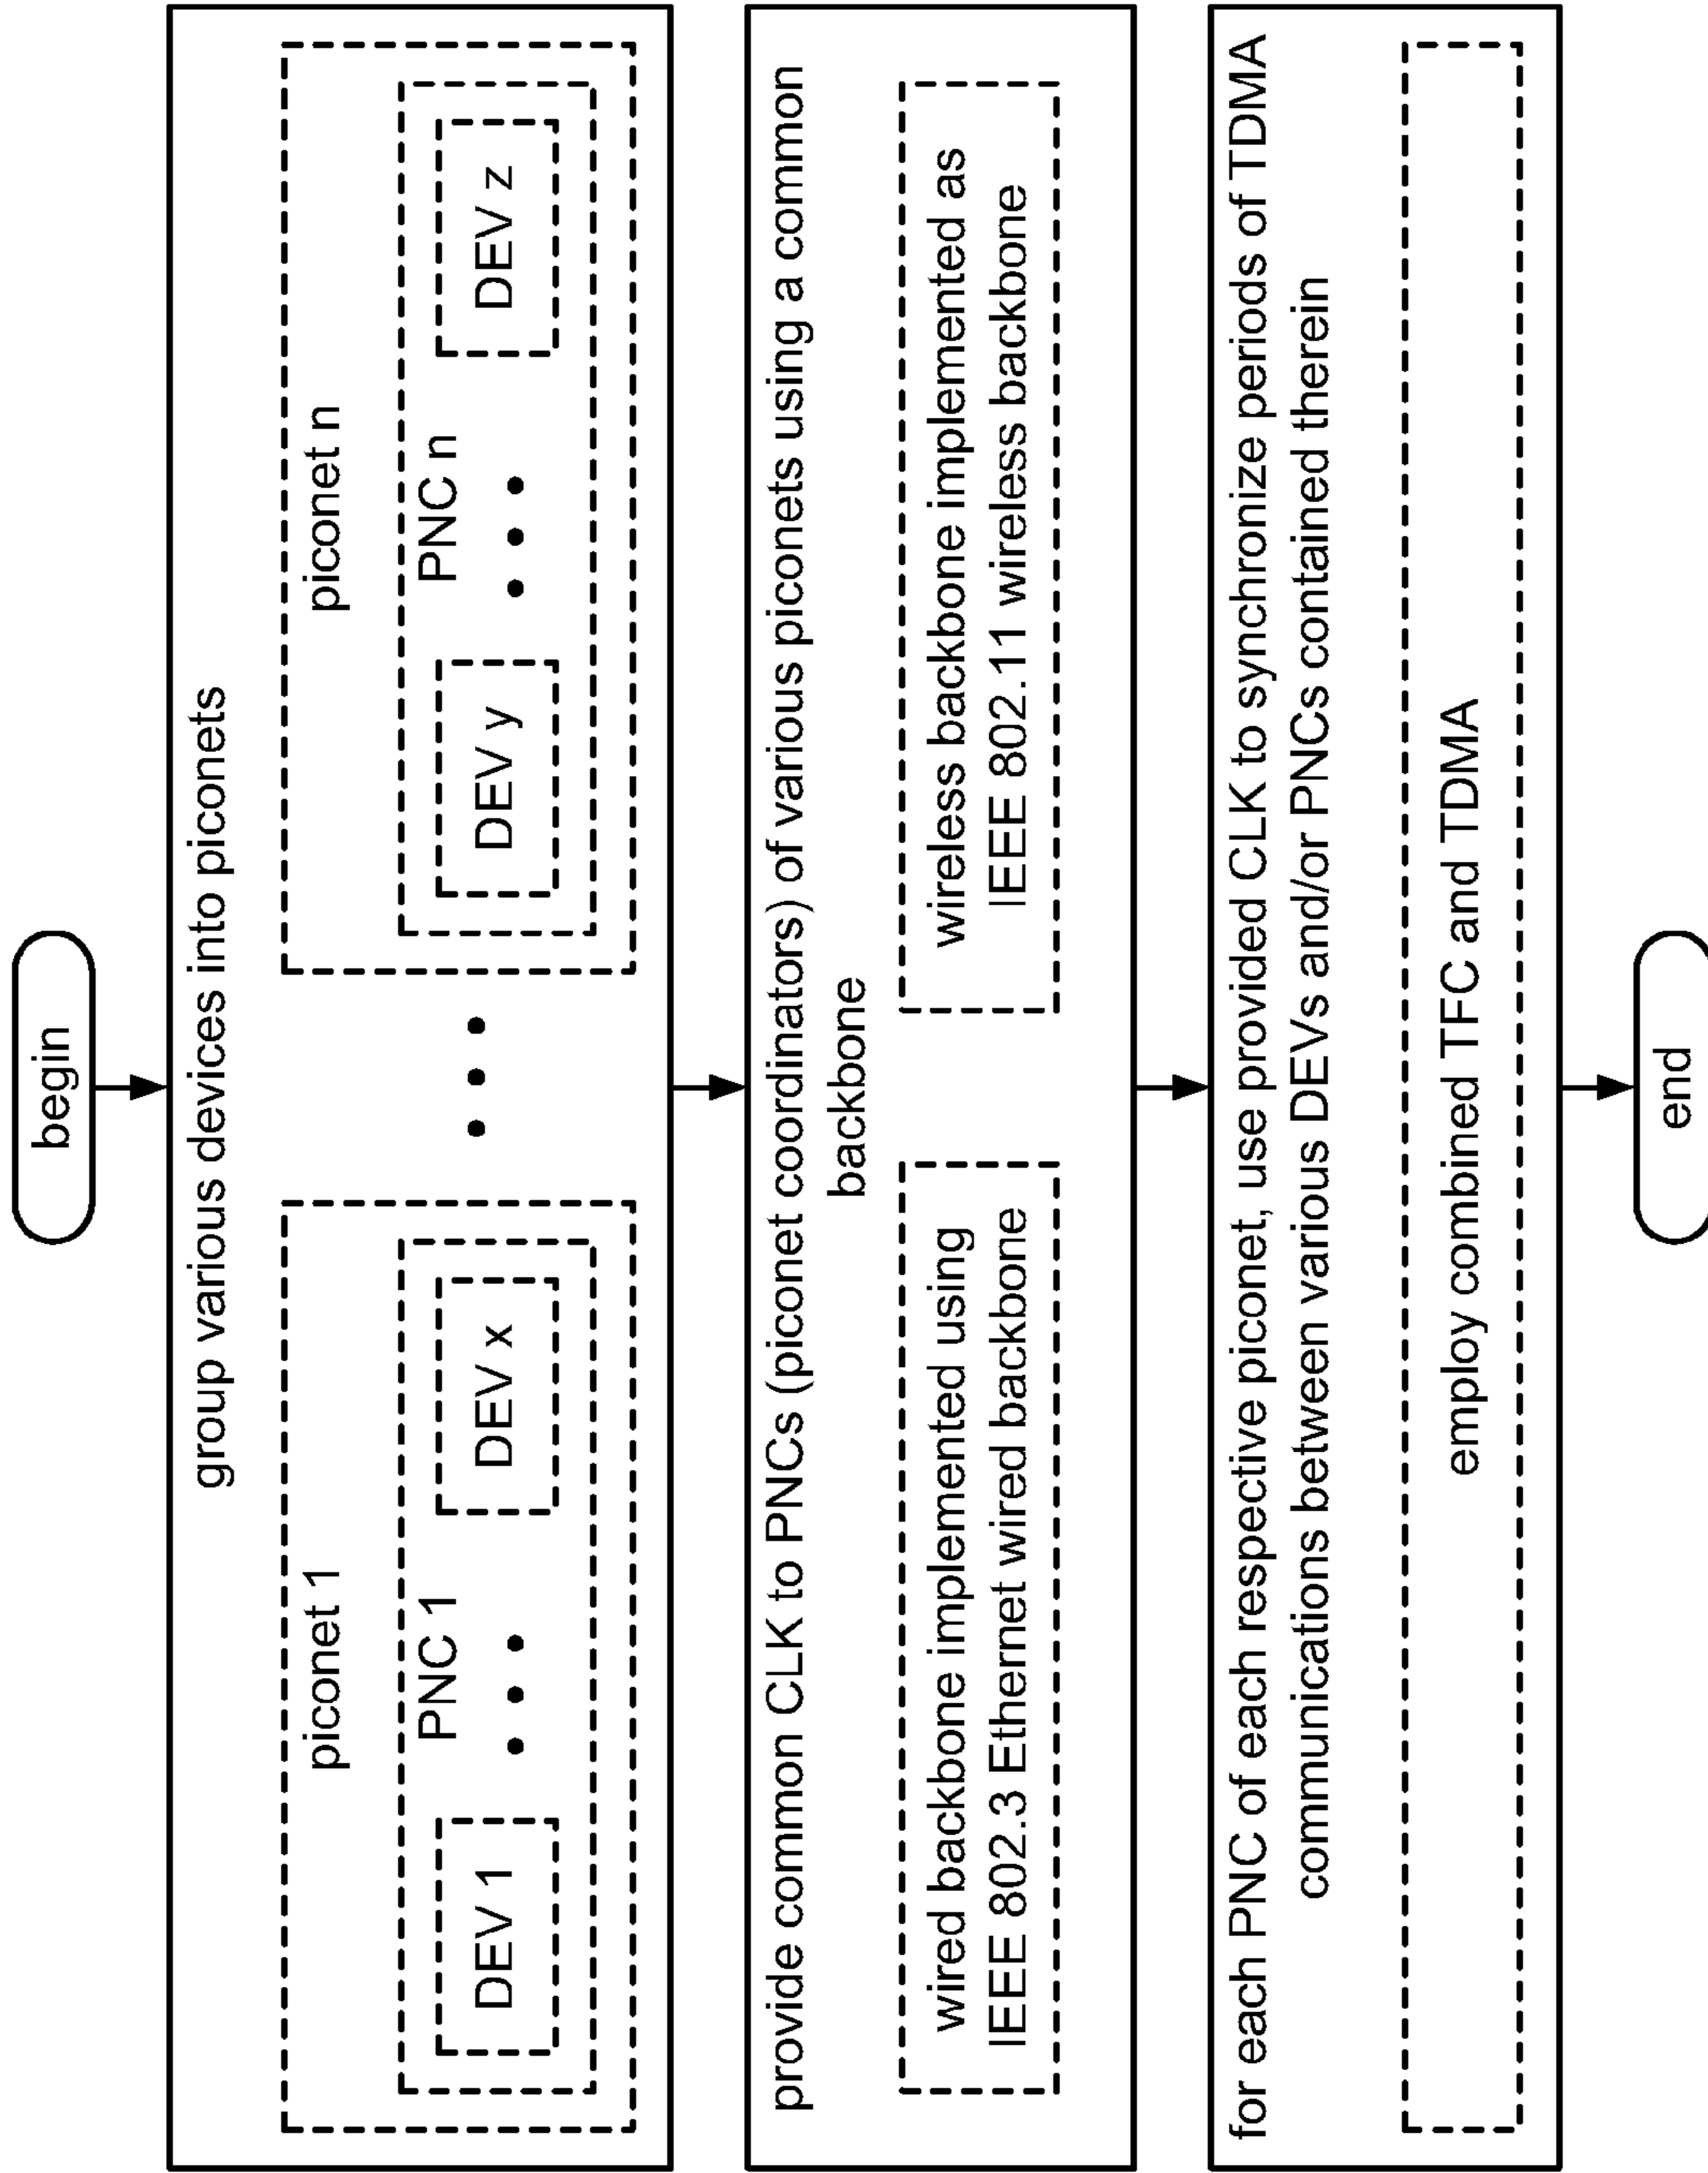 begin
group various devices into piconets
piconet 1
PNC 1
DEV 1
DEV x
piconet n
PNC n
DEV y
DEV z
provide common CLK to PNCs (piconet coordinators) of various piconets using a common
backbone
wired backbone implemented using
IEEE 802.3 Ethernet wired backbone
wireless backbone implemented as
IEEE 802.11 wireless backbone
for each PNC of each respective piconet, use provided CLK to synchronize periods of TDMA
communications between various DEVs and/or PNCs contained therein
employ combined TFC and TDMA
end